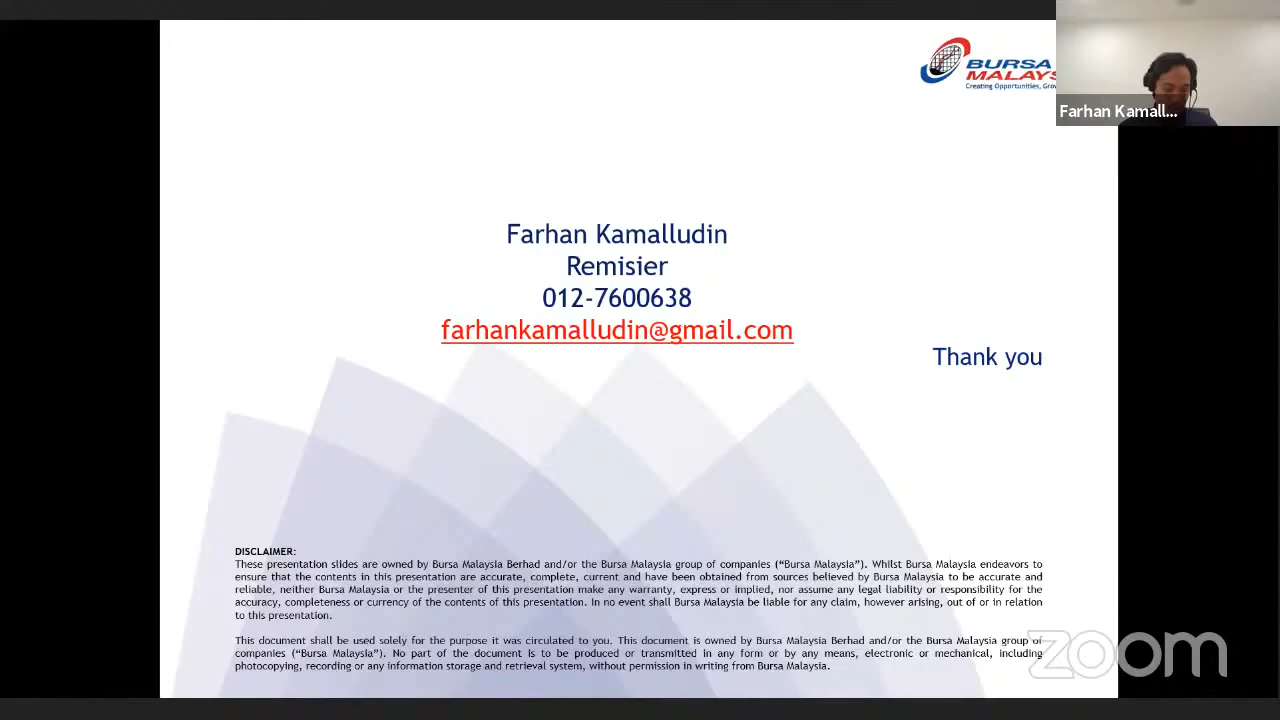 BURSA
MALAYS
Creating Opportunities, Grow
Farhan Kamall...
Farhan Kamalludin
Remisier
012-7600638
farhankamalludin@gmail.com
Thank you
DISCLAIMER:
These presentation slides are owned by Bursa Malaysia Berhad and/or the Bursa Malaysia group of companies (“Bursa Malaysia”). Whilst Bursa Malaysia endeavors to
ensure that the contents in this presentation are accurate, complete, current and have been obtained from sources believed by Bursa Malaysia to be accurate and
reliable, neither Bursa Malaysia or the presenter of this presentation make any warranty, express or implied, nor assume any legal liability or responsibility for the
accuracy, completeness or currency of the contents of this presentation. In no event shall Bursa Malaysia be liable for any claim, however arising, out of or in relation
to this presentation.
This document shall be used solely for the purpose it was circulated to you. This document is owned by Bursa Malaysia Berhad and/or the Bursa Malaysia group of
companies (“Bursa Malaysia”). No part of the document is to be produced or transmitted in any form or by any means, electronic or mechanical, including
photocopying, recording or any information storage and retrieval system, without permission in writing from Bursa Malaysia.
zoom